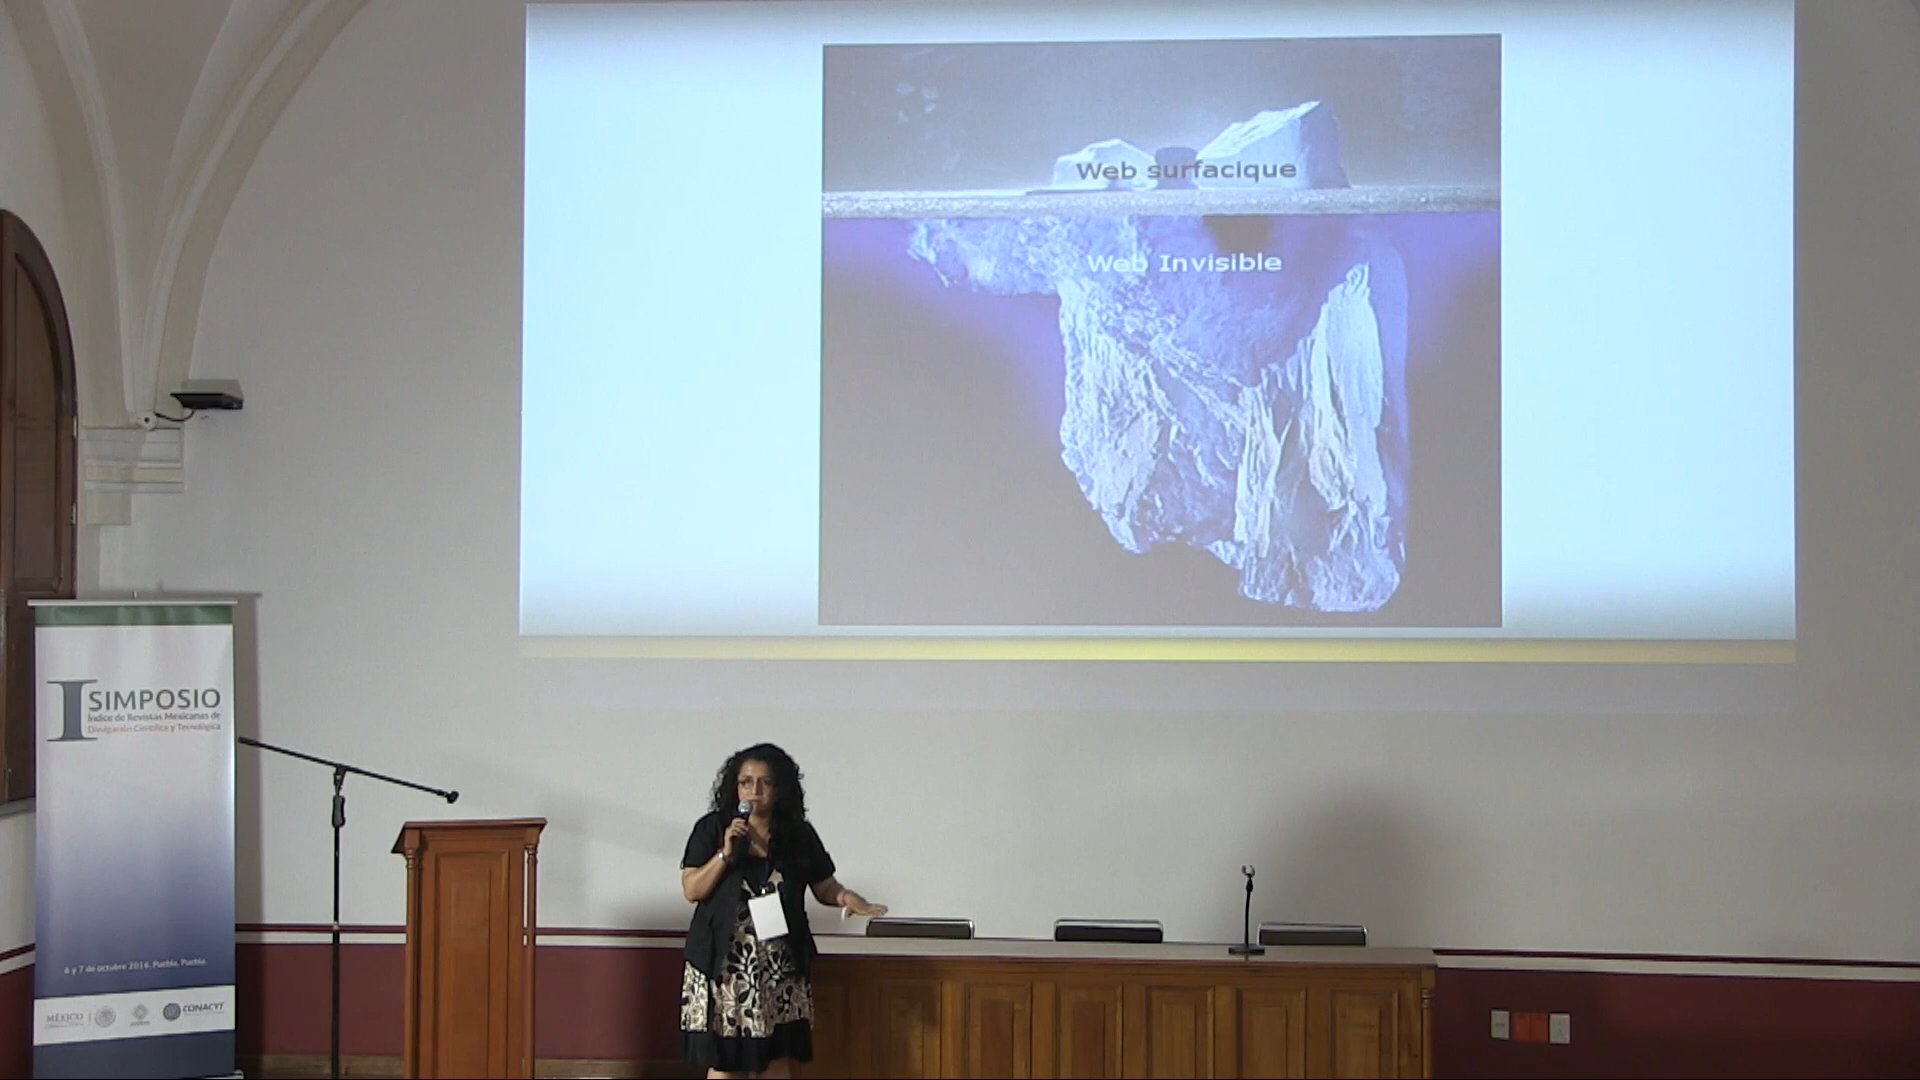 Web surfacique
Web Invisible
I SIMPOSIO
Índice de Revistas Mexicanas de
Divulgación Científica y Tecnológica
6 y 7 de octubre 2016. Puebla, Puebla.
MÉXICO
CONACYT